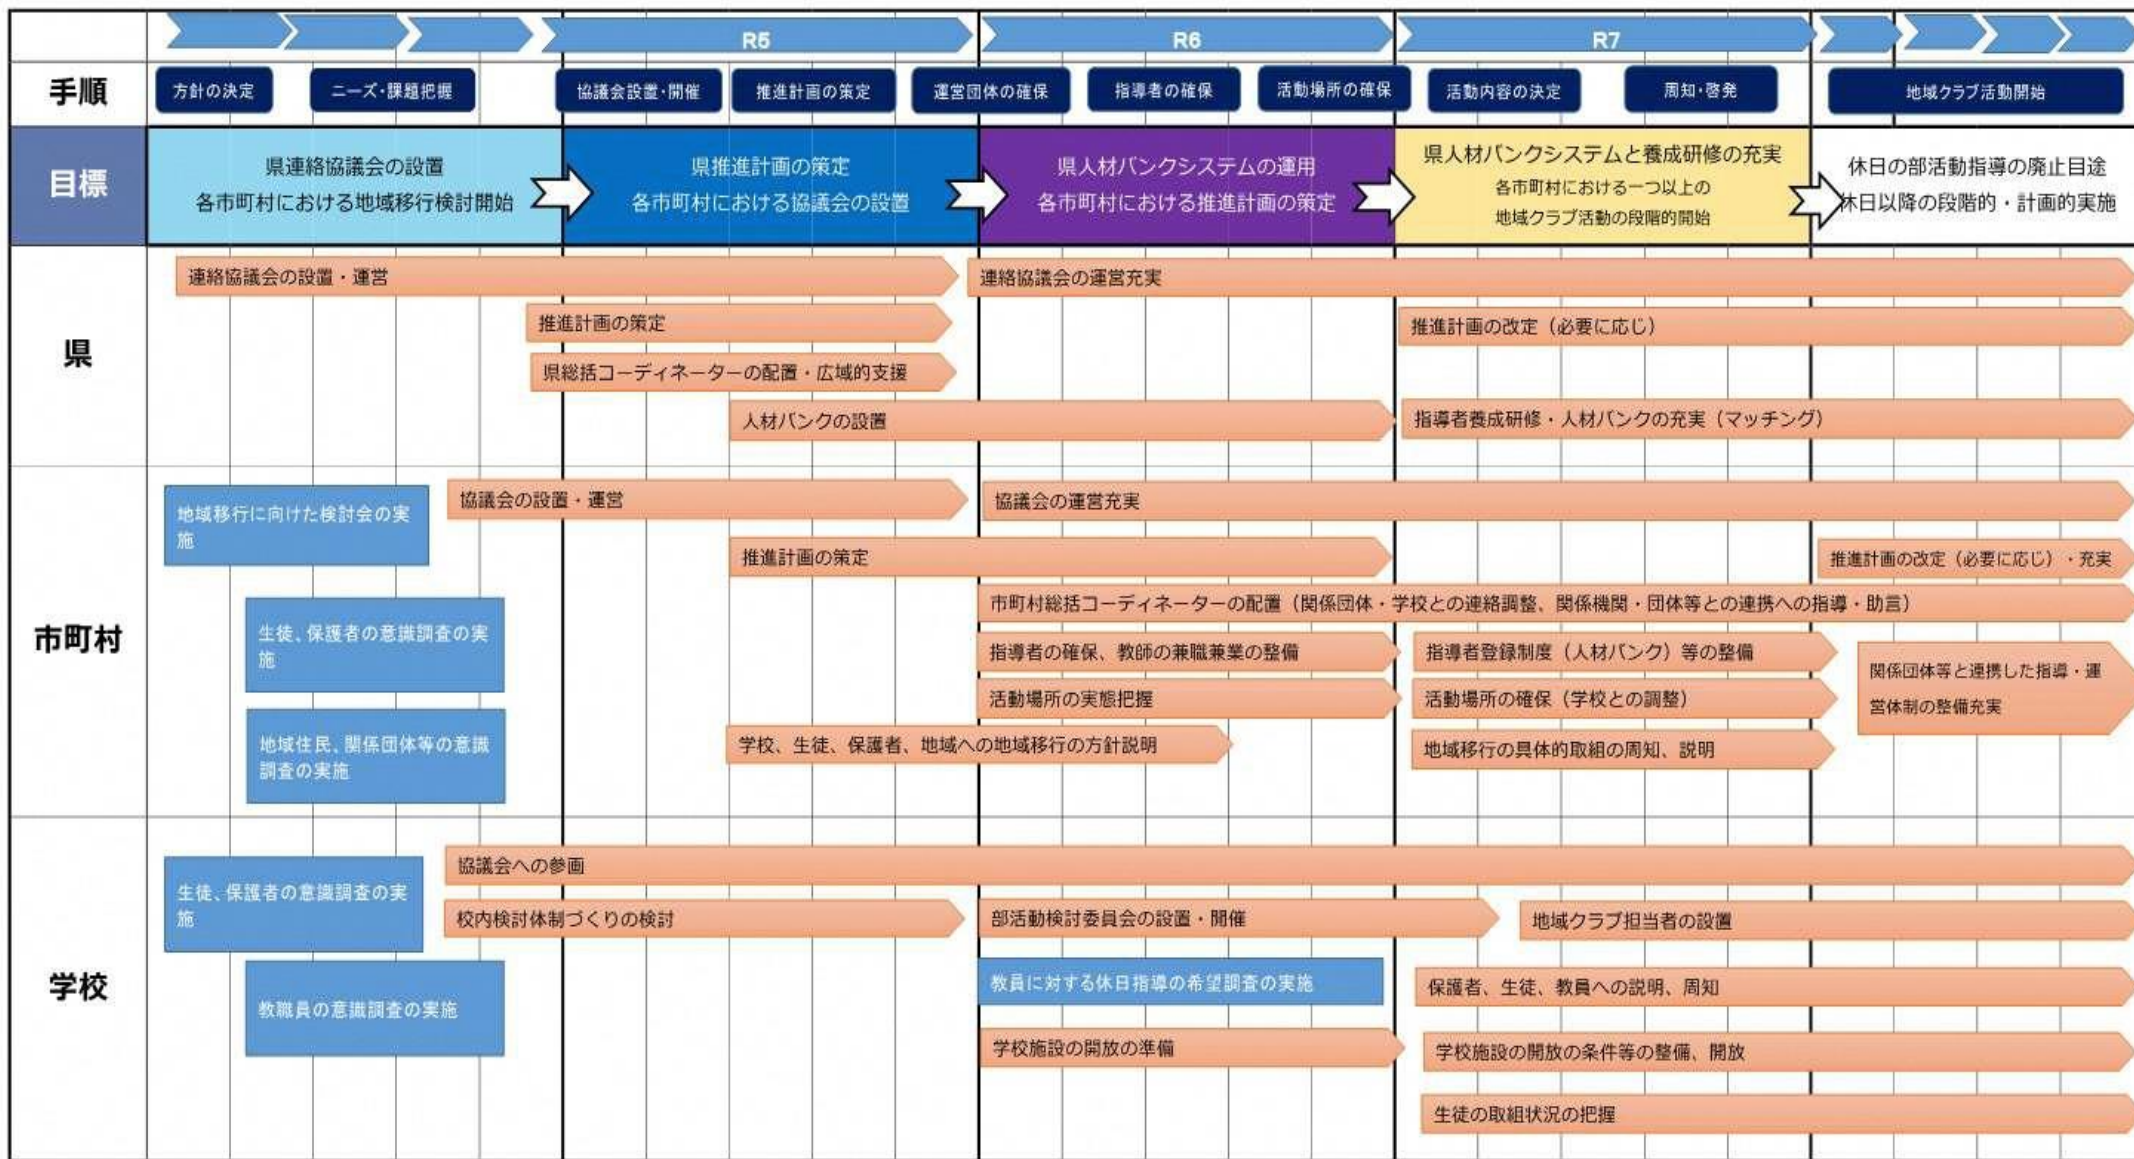 R5
R6
R7
手順
方針の決定
ニーズ・課題把握
協議会設置・開催
推進計画の策定
運営団体の確保
指導者の確保
活動場所の確保
活動内容の決定
周知・啓発
地域クラブ活動開始
目標
県連絡協議会の設置
各市町村における地域移行検討開始
県推進計画の策定
各市町村における協議会の設置
県人材バンクシステムの運用
各市町村における推進計画の策定
県人材バンクシステムと養成研修の充実
各市町村における一つ以上の
地域クラブ活動の段階的開始
休日の部活動指導の廃止目途
休日以降の段階的・計画的実施
県
連絡協議会の設置・運営
連絡協議会の運営充実
推進計画の策定
推進計画の改定（必要に応じ）
県総括コーディネーターの配置・広域的支援
人材バンクの設置
指導者養成研修・人材バンクの充実（マッチング）
市町村
地域移行に向けた検討会の実
施
協議会の設置・運営
協議会の運営充実
推進計画の策定
推進計画の改定（必要に応じ）・充実
市町村総括コーディネーターの配置（関係団体・学校との連絡調整、関係機関・団体等との連携への指導・助言）
生徒、保護者の意識調査の実
施
指導者の確保、教師の兼職兼業の整備
指導者登録制度（人材バンク）等の整備
関係団体等と連携した指導・運
営体制の整備充実
活動場所の実態把握
活動場所の確保（学校との調整）
地域住民、関係団体等の意識
調査の実施
学校、生徒、保護者、地域への地域移行の方針説明
地域移行の具体的取組の周知、説明
学校
生徒、保護者の意識調査の実
施
協議会への参画
校内検討体制づくりの検討
部活動検討委員会の設置・開催
地域クラブ担当者の設置
教職員の意識調査の実施
教員に対する休日指導の希望調査の実施
保護者、生徒、教員への説明、周知
学校施設の開放の準備
学校施設の開放の条件等の整備、開放
生徒の取組状況の把握